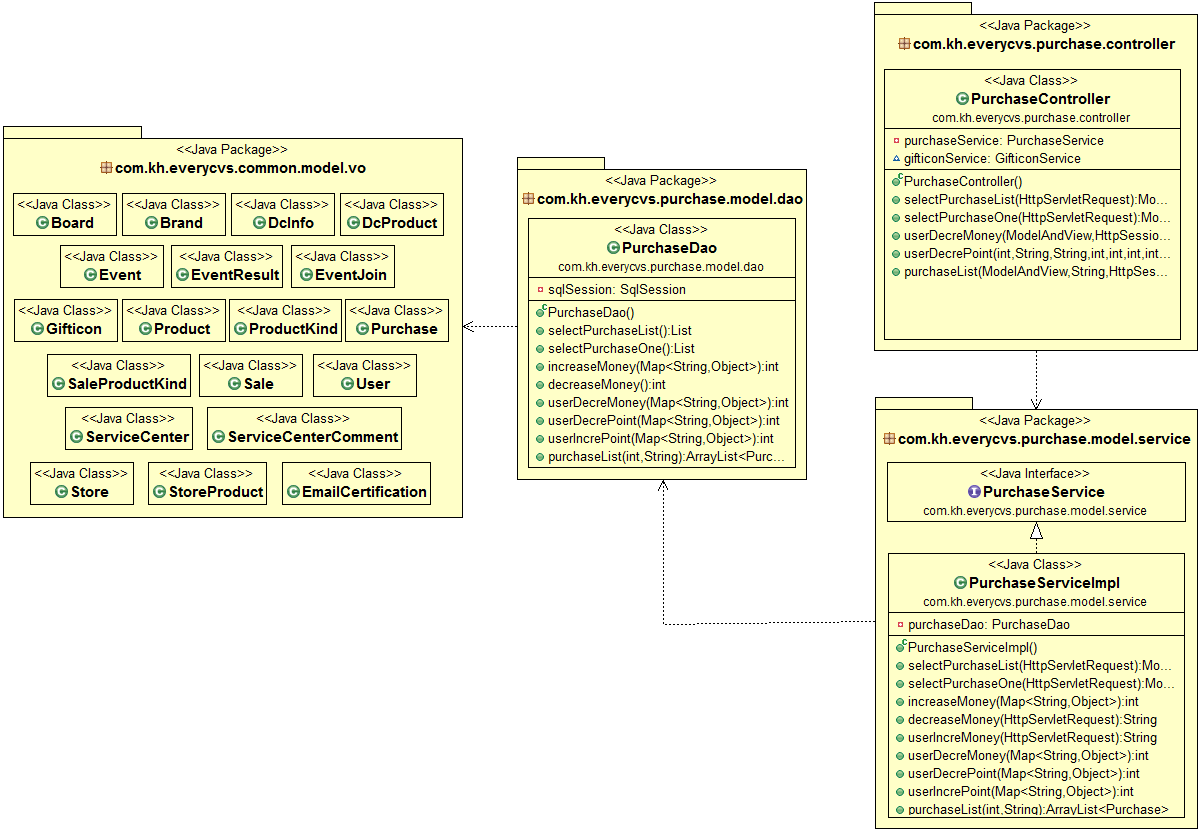 <<Java Package>>
com.kh.everycvs.common.model.vo
<<Java Class>> <<Java Class>> <<Java Class>> <<Java Class>>
Board Brand DcInfo DcProduct
<<Java Class>> <<Java Class>> <<Java Class>>
Event EventResult EventJoin
<<Java Class>> <<Java Class>> <<Java Class>> <<Java Class>>
Gifticon Product ProductKind Purchase
<<Java Class>> <<Java Class>> <<Java Class>>
SaleProductKind Sale User
<<Java Class>> <<Java Class>>
ServiceCenter ServiceCenterComment
<<Java Class>> <<Java Class>> <<Java Class>>
Store StoreProduct EmailCertification
<<Java Package>>
com.kh.everycvs.purchase.model.dao
<<Java Class>>
PurchaseDao
com.kh.everycvs.purchase.model.dao
sqlSession: SqlSession
PurchaseDao()
selectPurchaseList():List
selectPurchaseOne():List
increaseMoney(Map<String,Object>):int
decreaseMoney():int
userDecreMoney(Map<String,Object>):int
userDecrePoint(Map<String,Object>):int
userIncrePoint(Map<String,Object>):int
purchaseList(int,String):ArrayList<Purc...
<<Java Package>>
com.kh.everycvs.purchase.controller
<<Java Class>>
PurchaseController
com.kh.everycvs.purchase.controller
purchaseService: PurchaseService
gifticonService: GifticonService
PurchaseController()
selectPurchaseList(HttpServletRequest):Mo...
selectPurchaseOne(HttpServletRequest):Mo...
userDecreMoney(ModelAndView,HttpSessio...
userDecrePoint(int,String,String,int,int,int,int...
purchaseList(ModelAndView,String,HttpSes...
<<Java Package>>
com.kh.everycvs.purchase.model.service
<<Java Interface>>
PurchaseService
com.kh.everycvs.purchase.model.service
<<Java Class>>
PurchaseServiceImpl
com.kh.everycvs.purchase.model.service
purchaseDao: PurchaseDao
PurchaseServiceImpl()
selectPurchaseList(HttpServletRequest):Mo...
selectPurchaseOne(HttpServletRequest):Mo...
increaseMoney(Map<String,Object>):int
decreaseMoney(HttpServletRequest):String
userIncreMoney(HttpServletRequest):String
userDecreMoney(Map<String,Object>):int
userDecrePoint(Map<String,Object>):int
userIncrePoint(Map<String,Object>):int
purchaseList(int,String):ArrayList<Purchase>